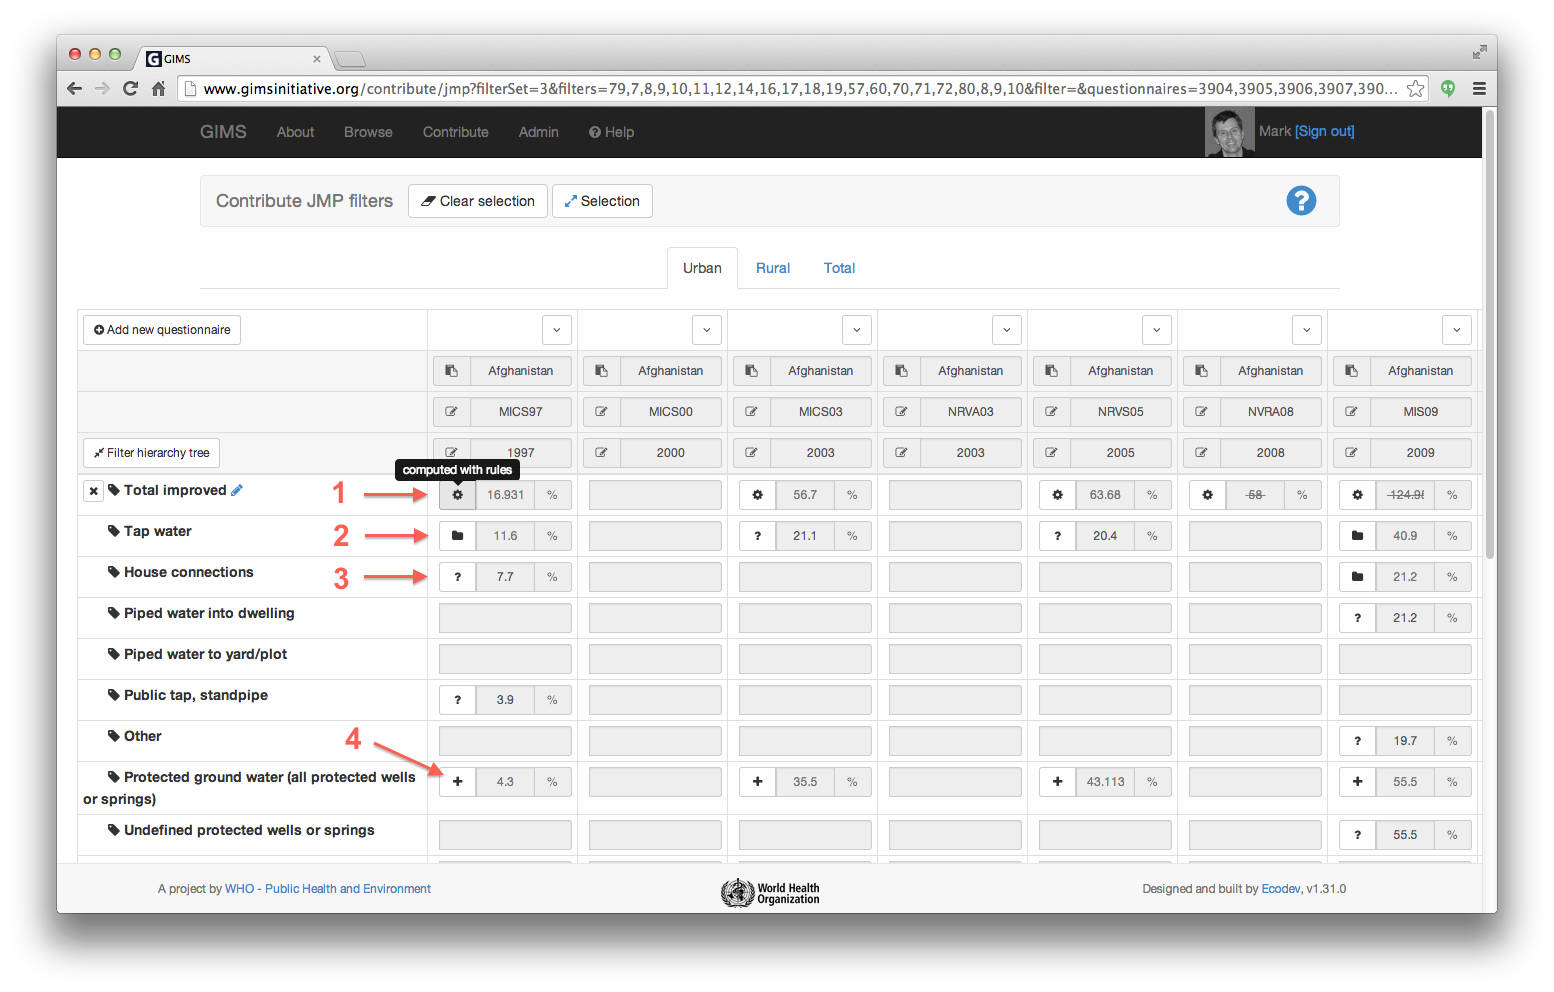 GIMS
www.gimsinitiative.org/contribute/jmp?filterSet=3&filters=79,7,8,9,10,11,12,14,16,17,18,19,57,60,70,71,72,80,8,9,10&filter=&questionnaires=3904,3905,3906,3907,390...
GIMS About Browse Contribute Admin ? Help Mark [Sign out]
Contribute JMP filters Clear selection Selection ?
Urban Rural Total
Add new questionnaire
Afghanistan Afghanistan Afghanistan Afghanistan Afghanistan Afghanistan Afghanistan
MICS97 MICS00 MICS03 NRVA03 NRVS05 NVRA08 MIS09
Filter hierarchy tree 1997 2000 2003 2003 2005 2008 2009
computed with rules
Total improved 1 16.931 % 56.7 % 63.68 % 58 % 124.9 %
Tap water 2 11.6 % ? 21.1 % ? 20.4 % 40.9 %
House connections 3 ? 7.7 % 21.2 %
Piped water into dwelling ? 21.2 %
Piped water to yard/plot
Public tap, standpipe ? 3.9 %
Other 4 ? 19.7 %
Protected ground water (all protected wells + 4.3 % + 35.5 % + 43.113 % + 55.5 %
or springs)
Undefined protected wells or springs ? 55.5 %
A project by WHO - Public Health and Environment World Health Designed and built by Ecodev, v1.31.0
Organization